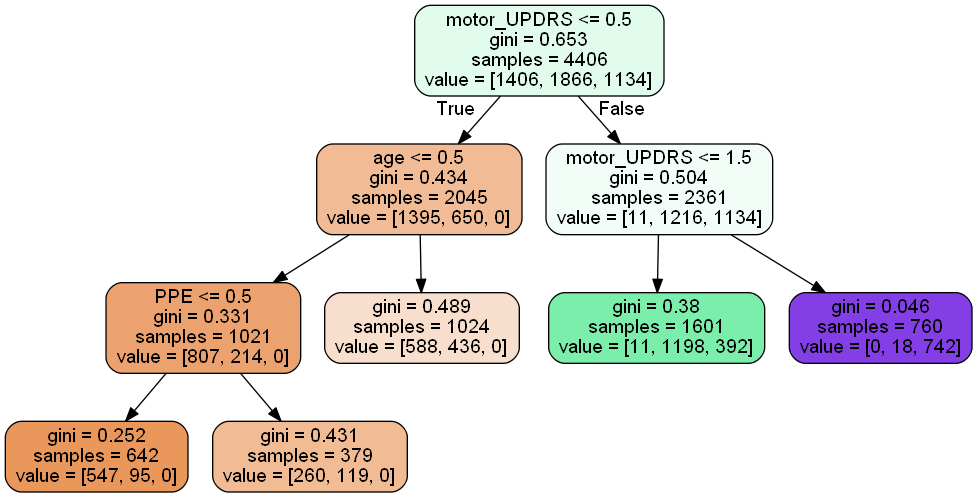 motor_UPDRS <= 0.5
gini = 0.653
samples = 4406
value = [1406, 1866, 1134]
True
False
age <= 0.5
gini = 0.434
samples = 2045
value = [1395, 650, 0]
motor_UPDRS <= 1.5
gini = 0.504
samples = 2361
value = [11, 1216, 1134]
PPE <= 0.5
gini = 0.331
samples = 1021
value = [807, 214, 0]
gini = 0.489
samples = 1024
value = [588, 436, 0]
gini = 0.38
samples = 1601
value = [11, 1198, 392]
gini = 0.046
samples = 760
value = [0, 18, 742]
gini = 0.252
samples = 642
value = [547, 95, 0]
gini = 0.431
samples = 379
value = [260, 119, 0]